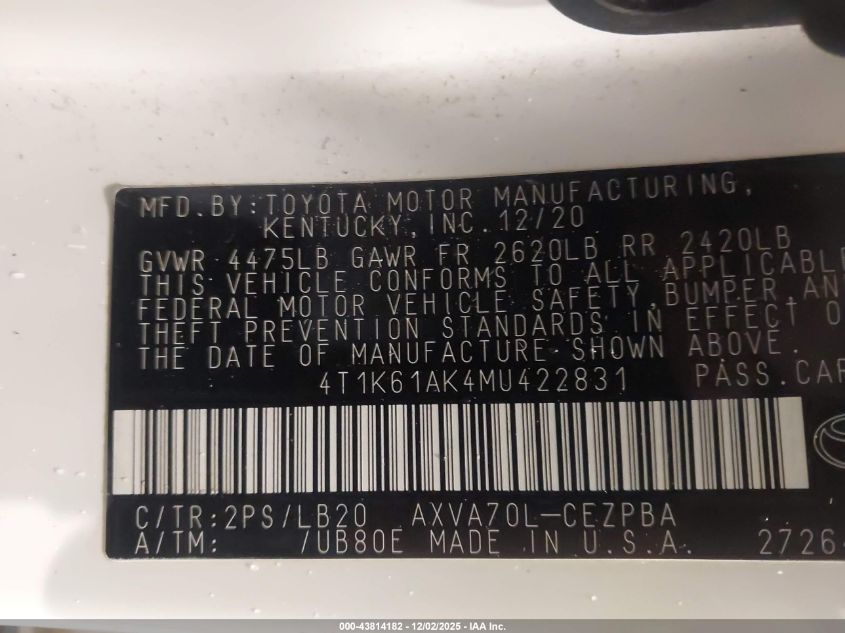 MFD.BY:TOYOTA MOTOR MANUFACTURING,
KENTUCKY,INC.12/20
GVWR 4475LB GAWR FR 2620LB RR 2420LB
THIS VEHICLE CONFORMS TO ALL APPLICABLE
FEDERAL MOTOR VEHICLE SAFETY,BUMPER,AN
THEFT PREVENTION STANDARDS IN EFFECT O
THE DATE OF MANUFACTURE SHOWN ABOVE.
4T1K61AK4MU422831 PASS.CAR
C/TR:2PS/LB20 AXVA70L-CEZPBA
A/TM: /UB80E MADE IN U.S.A. 2726
000-43814182 - 12/02/2025 - IAA Inc.